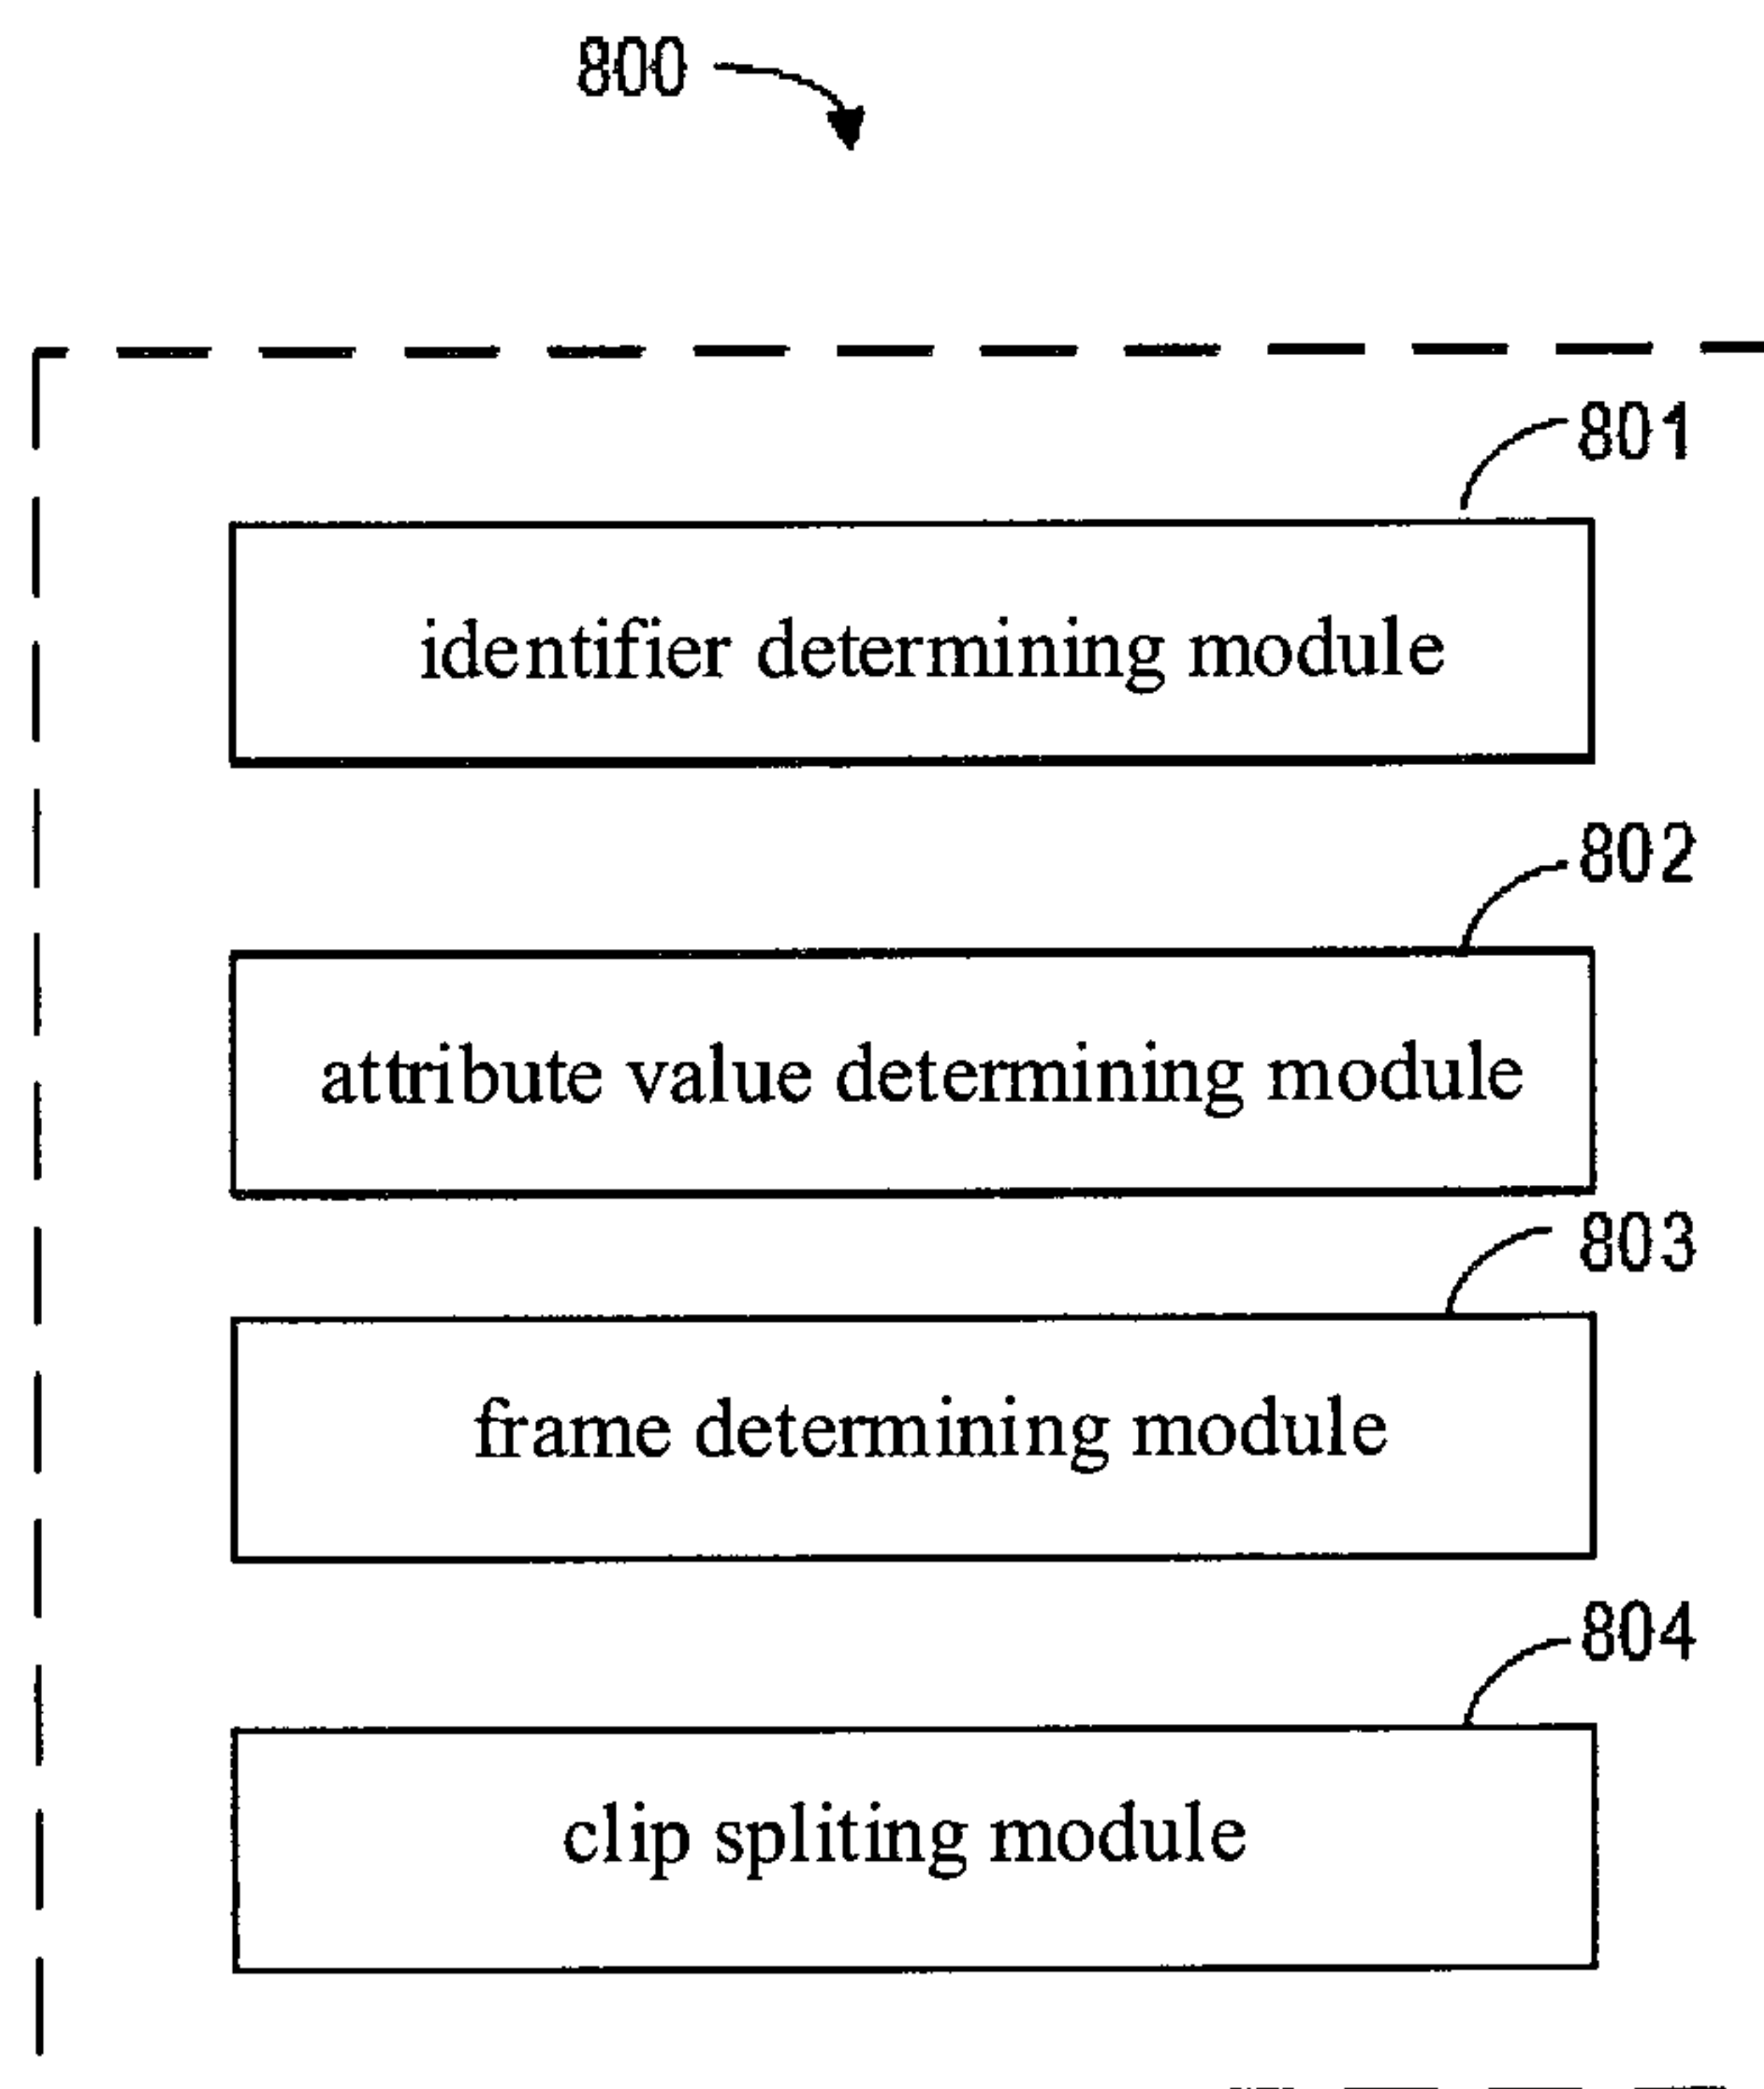 800
801
identifier determining module
802
attribute value determining module
803
frame determining module
804
clip spliting module